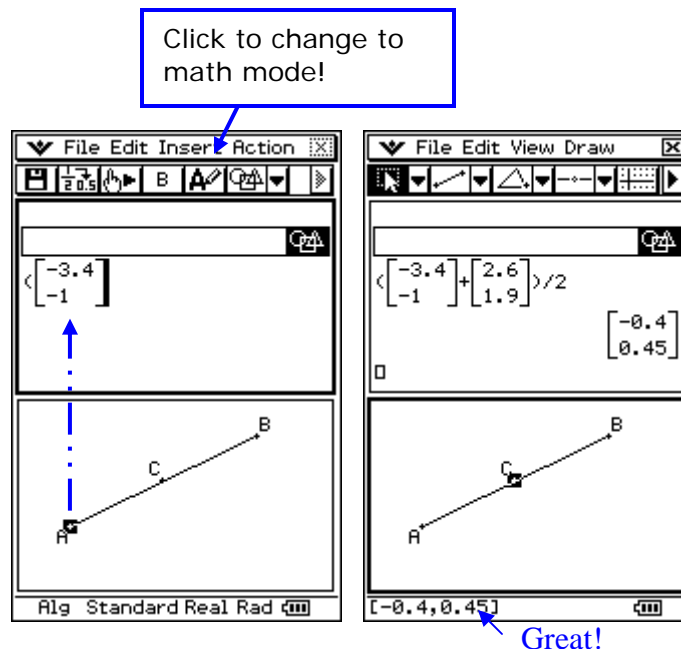 Click to change to
math mode!
File Edit Insert Action
B
([-3.4
-1]
B
C
A
Alg Standard Real Rad
File Edit View Draw
([-3.4
-1]+[2.6
1.9])/2
[-0.4
0.45]
B
C
A
[-0.4,0.45]
Great!